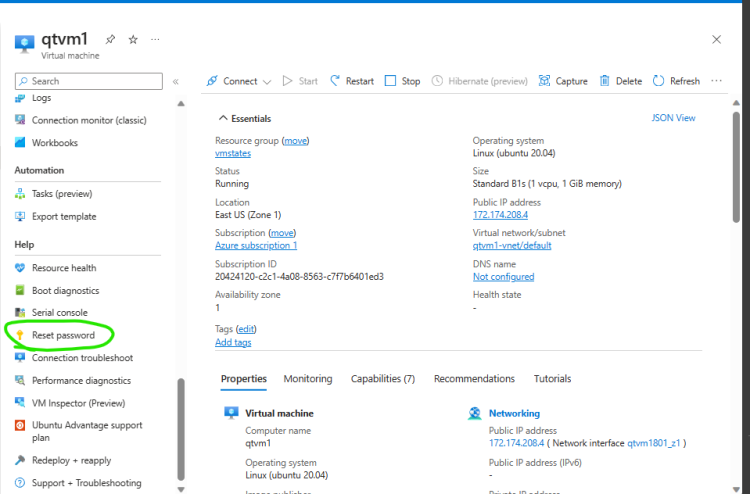 qtvm1
Virtual machine
Search
Logs
Connection monitor (classic)
Workbooks
Automation
Tasks (preview)
Export template
Help
Resource health
Boot diagnostics
Serial console
Reset password
Connection troubleshoot
Performance diagnostics
VM Inspector (Preview)
Ubuntu Advantage support
plan
Redeploy + reapply
Support + Troubleshooting
Connect
Start
Restart
Stop
Hibernate (preview)
Capture
Delete
Refresh
Essentials
JSON View
Resource group (move)
vmstates
Status
Running
Location
East US (Zone 1)
Subscription (move)
Azure subscription 1
Subscription ID
20424120-c2c1-4a08-8563-c7f7b6401ed3
Availability zone
1
Tags (edit)
Add tags
Operating system
Linux (ubuntu 20.04)
Size
Standard B1s (1 vcpu, 1 GiB memory)
Public IP address
172.174.208.4
Virtual network/subnet
qtvm1-vnet/default
DNS name
Not configured
Health state
-
Properties
Monitoring
Capabilities (7)
Recommendations
Tutorials
Virtual machine
Computer name
qtvm1
Operating system
Linux (ubuntu 20.04)
Image publisher
Networking
Public IP address
172.174.208.4 ( Network interface qtvm1801_z1 )
Public IP address (IPv6)
-
Private IP address